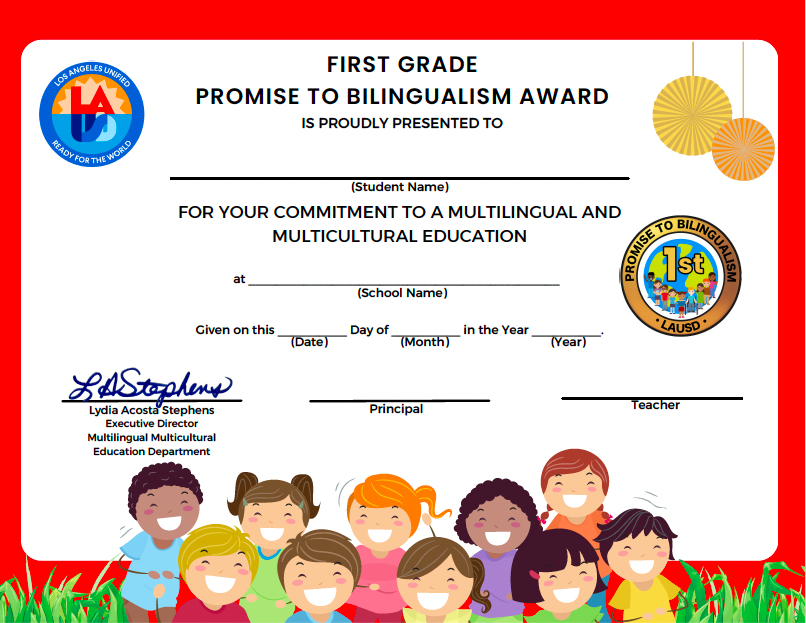 LOS ANGELES UNIFIED
LAUSD
READY FOR THE WORLD
FIRST GRADE
PROMISE TO BILINGUALISM AWARD
IS PROUDLY PRESENTED TO
(Student Name)
FOR YOUR COMMITMENT TO A MULTILINGUAL AND
MULTICULTURAL EDUCATION
PROMISE TO BILINGUALISM
1st
LAUSD
at ______________________________
(School Name)
Given on this __________ Day of __________ in the Year __________.
(Date) (Month) (Year)
LAStephens
Lydia Acosta Stephens
Executive Director
Multilingual Multicultural
Education Department
Principal
Teacher